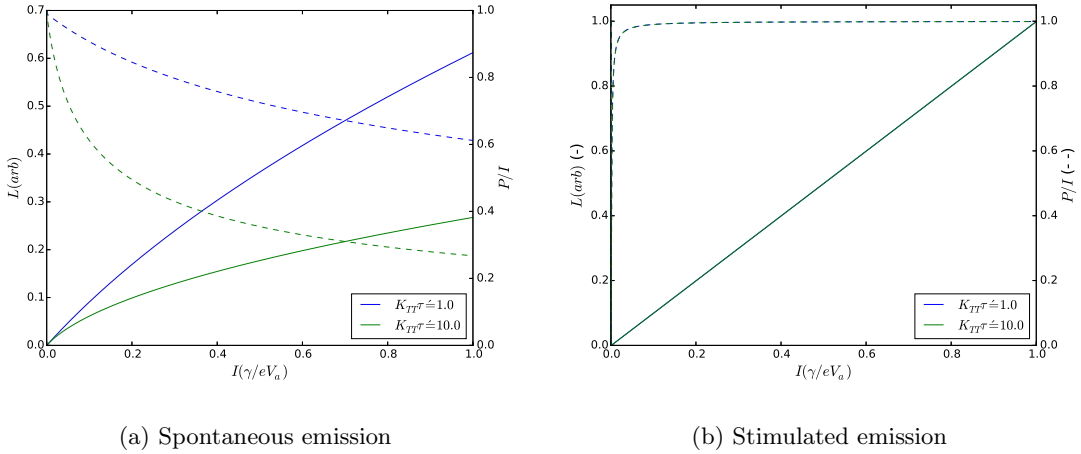 0.7
0.6
0.5
0.4
0.3
0.2
0.1
0.0
L(arb)
1.0
0.8
0.6
0.4
0.2
0.0
P/I
0.0 0.2 0.4 0.6 0.8 1.0
I(γ/eVₐ)
K_TT τ́=1.0
K_TT τ́=10.0
(a) Spontaneous emission
1.0
0.8
0.6
0.4
0.2
L(arb) (-)
1.0
0.8
0.6
0.4
0.2
0.0
P/I (- -)
0.0 0.2 0.4 0.6 0.8 1.0
I(γ/eVₐ)
K_TT τ́=1.0
K_TT τ́=10.0
(b) Stimulated emission